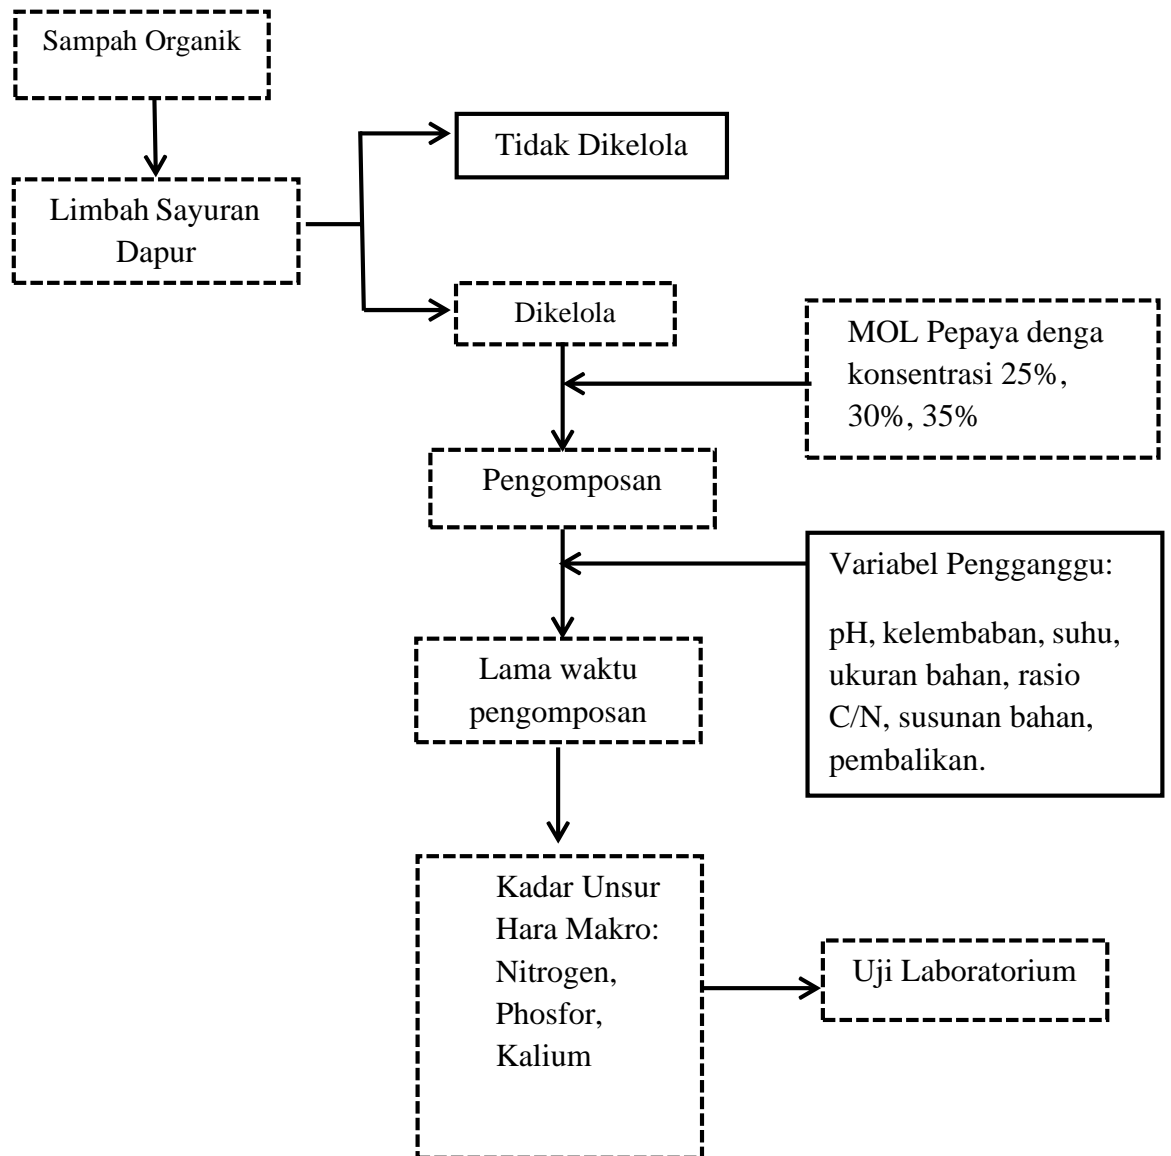 Sampah Organik
Tidak Dikelola
Limbah Sayuran
Dapur
Dikelola
MOL Pepaya denga
konsentrasi 25%,
30%, 35%
Pengomposan
Variabel Pengganggu:
pH, kelembaban, suhu,
ukuran bahan, rasio
C/N, susunan bahan,
pembalikan.
Lama waktu
pengomposan
Kadar Unsur
Hara Makro:
Nitrogen,
Phosfor,
Kalium
Uji Laboratorium